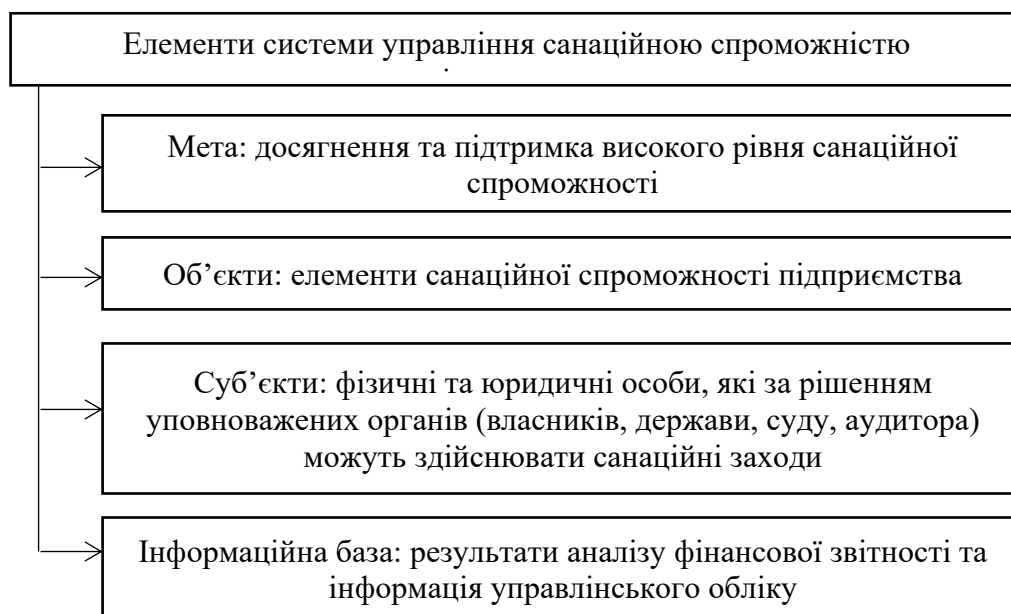 Елементи системи управління санаційною спроможністю
Мета: досягнення та підтримка високого рівня санаційної
спроможності
Об’єкти: елементи санаційної спроможності підприємства
Суб’єкти: фізичні та юридичні особи, які за рішенням
уповноважених органів (власників, держави, суду, аудитора)
можуть здійснювати санаційні заходи
Інформаційна база: результати аналізу фінансової звітності та
інформація управлінського обліку